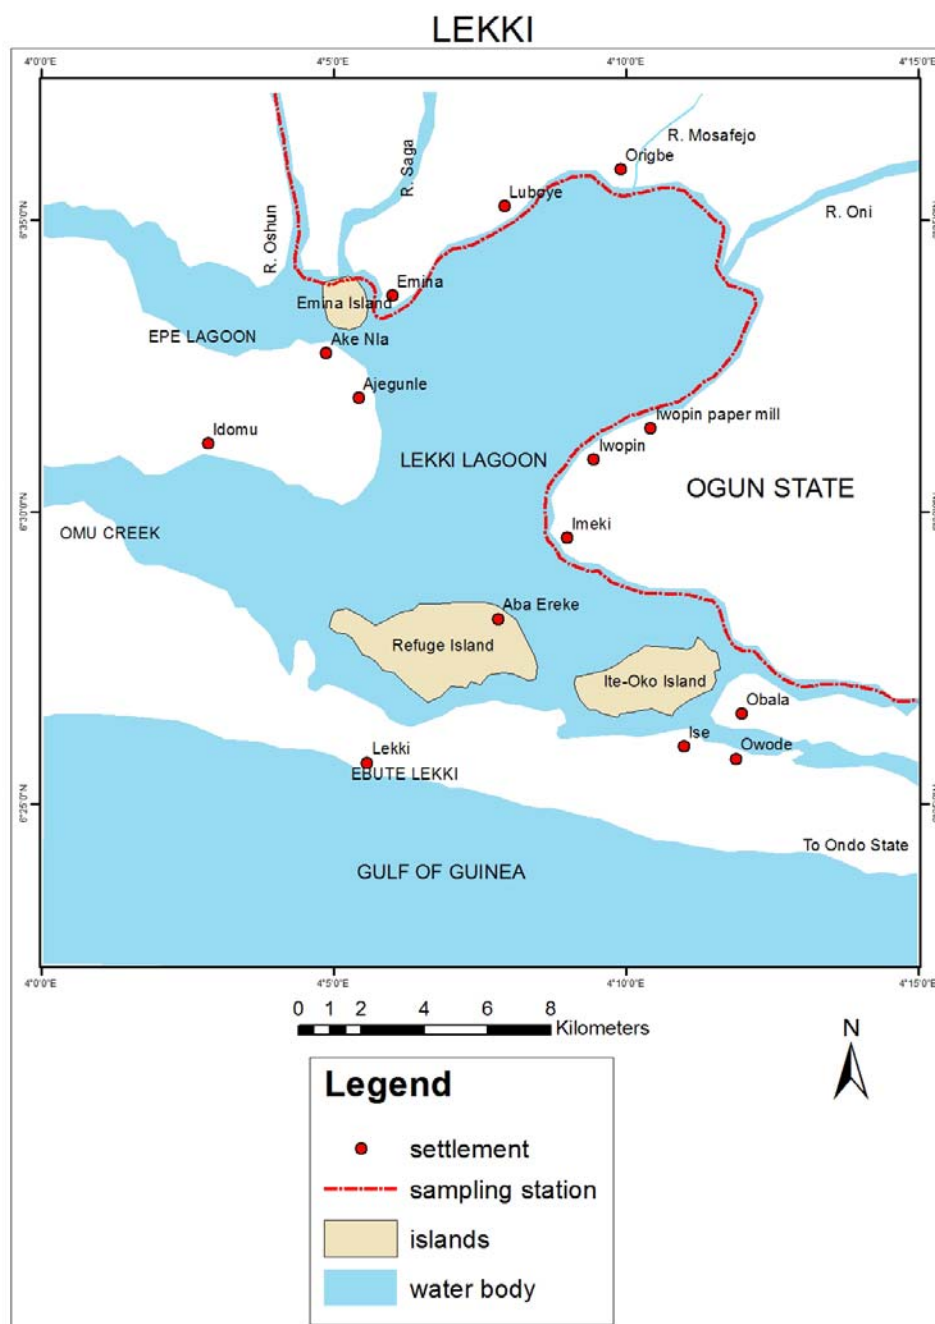 LEKKI
4°0'0"E
4°5'0"E
4°10'0"E
4°15'0"E
R. Mosafejo
Origbe
R. Saga
Luboye
R. Oni
6°35'0"N
R. Oshun
Emina
Emina Island
EPE LAGOON
Ake Nla
Ajegunle
Iwopin paper mill
Idomu
Iwopin
LEKKI LAGOON
OGUN STATE
6°30'0"N
Imeki
OMU CREEK
Aba Ereke
Refuge Island
Ite-Oko Island
Obala
Ise
Owode
Lekki
EBUTE LEKKI
6°25'0"N
To Ondo State
GULF OF GUINEA
4°0'0"E
4°5'0"E
4°10'0"E
4°15'0"E
0 1 2 4 6 8
Kilometers
N
Legend
settlement
sampling station
islands
water body